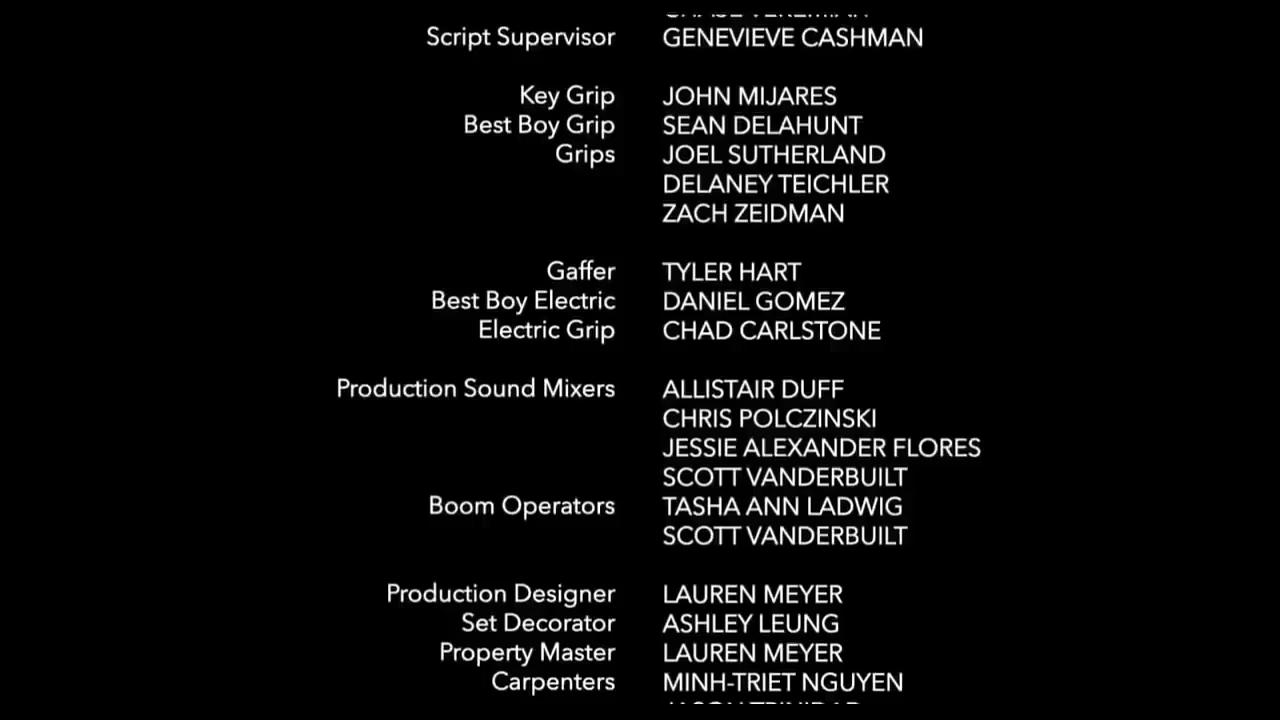 Script Supervisor GENEVIEVE CASHMAN
Key Grip JOHN MIJARES
Best Boy Grip SEAN DELAHUNT
Grips JOEL SUTHERLAND
DELANEY TEICHLER
ZACH ZEIDMAN
Gaffer TYLER HART
Best Boy Electric DANIEL GOMEZ
Electric Grip CHAD CARLSTONE
Production Sound Mixers ALLISTAIR DUFF
CHRIS POLCZINSKI
JESSIE ALEXANDER FLORES
SCOTT VANDERBUILT
Boom Operators TASHA ANN LADWIG
SCOTT VANDERBUILT
Production Designer LAUREN MEYER
Set Decorator ASHLEY LEUNG
Property Master LAUREN MEYER
Carpenters MINH-TRIET NGUYEN